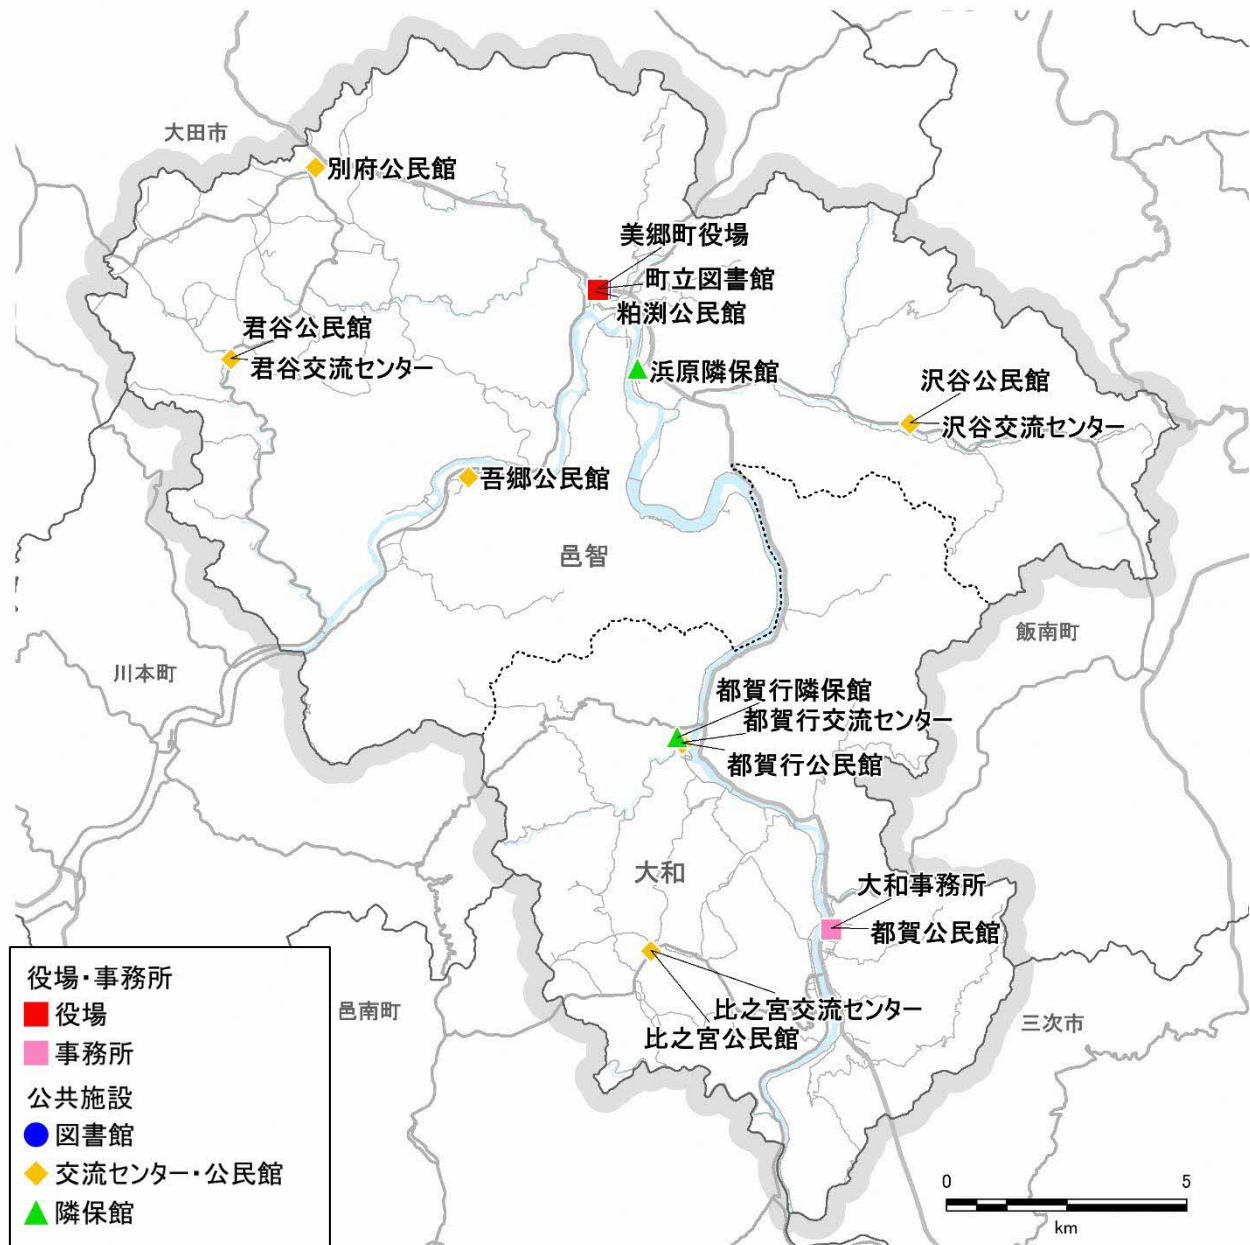 大田市
別府公民館
美郷町役場
町立図書館
粕渕公民館
君谷公民館
君谷交流センター
浜原隣保館
沢谷公民館
沢谷交流センター
吾郷公民館
邑智
飯南町
川本町
都賀行隣保館
都賀行交流センター
都賀行公民館
大和
大和事務所
都賀公民館
比之宮交流センター
比之宮公民館
邑南町
三次市
役場・事務所
役場
事務所
公共施設
図書館
交流センター・公民館
隣保館
0 5
km